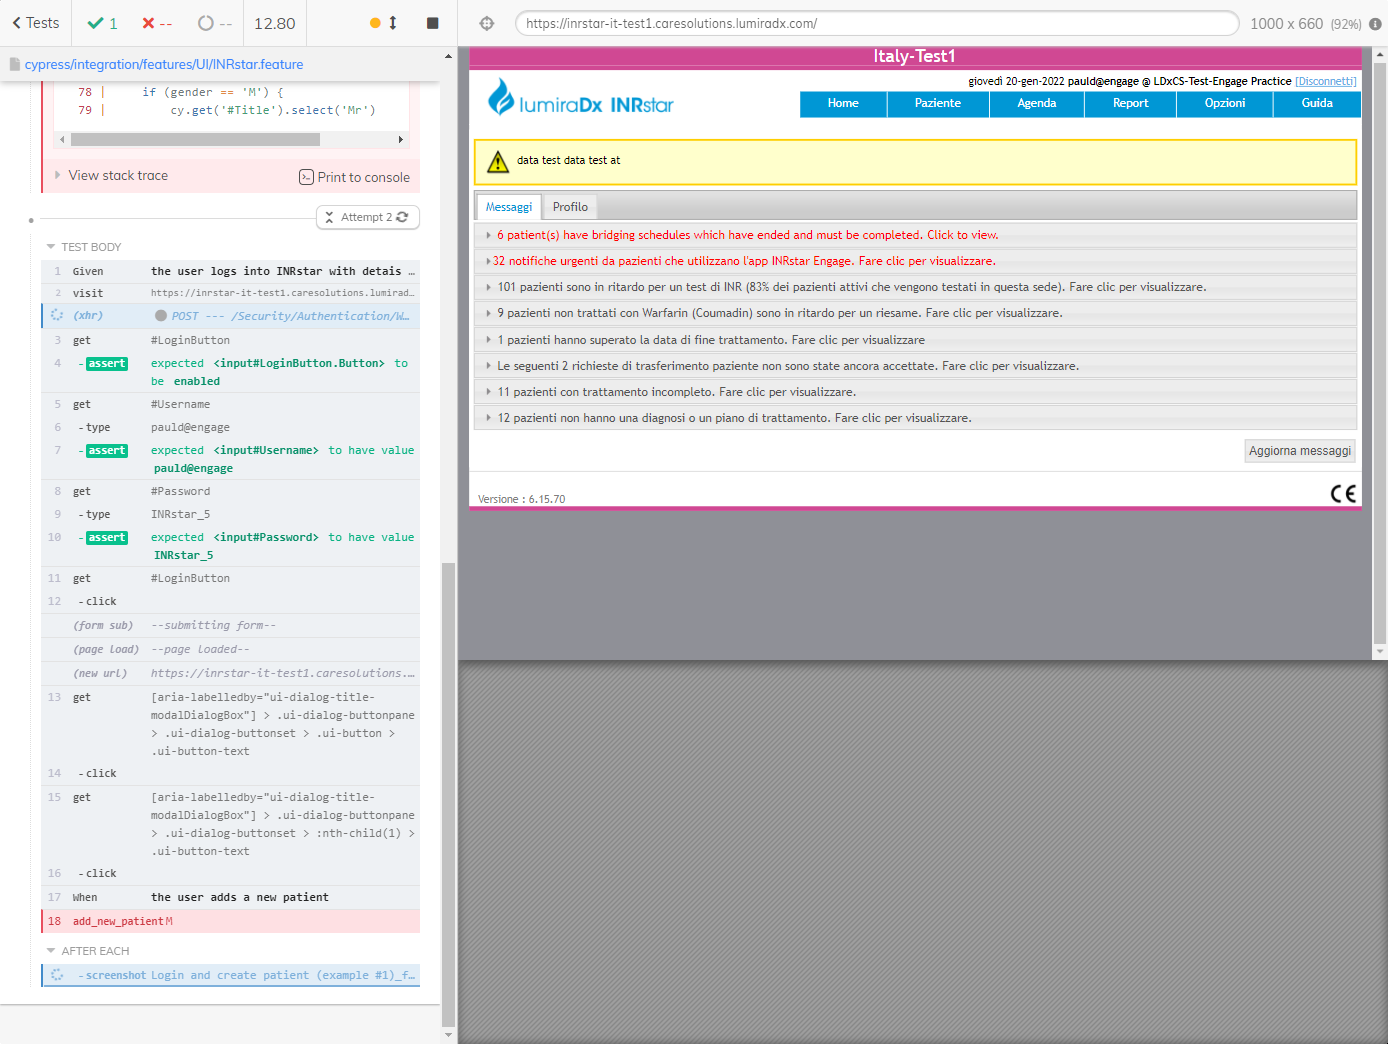 Tests
1
--
--
12.80
https://inrstar-it-test1.caresolutions.lumiradx.com/
1000 x 660 (92%)
cypress/integration/features/UI/INRstar.feature
78 | if (gender == 'M') {
79 | cy.get('#Title').select('Mr')
View stack trace
Print to console
Attempt 2
TEST BODY
1 Given the user logs into INRstar with detais …
2 visit https://inrstar-it-test1.caresolutions.lumirad…
(xhr) POST --- /Security/Authentication/W…
3 get #LoginButton
4 -assert expected <input#LoginButton.Button> to
be enabled
5 get #Username
6 -type pauld@engage
7 -assert expected <input#Username> to have value
pauld@engage
8 get #Password
9 -type INRstar_5
10 -assert expected <input#Password> to have value
INRstar_5
11 get #LoginButton
12 -click
(form sub) --submitting form--
(page load) --page loaded--
(new url) https://inrstar-it-test1.caresolutions.…
13 get [aria-labelledby="ui-dialog-title-
modalDialogBox"] > .ui-dialog-buttonpane
> .ui-dialog-buttonset > .ui-button >
.ui-button-text
14 -click
15 get [aria-labelledby="ui-dialog-title-
modalDialogBox"] > .ui-dialog-buttonpane
> .ui-dialog-buttonset > :nth-child(1) >
.ui-button-text
16 -click
17 When the user adds a new patient
18 add_new_patient M
AFTER EACH
-screenshot Login and create patient (example #1)_f…
Italy-Test1
giovedì 20-gen-2022 pauld@engage @ LDxCS-Test-Engage Practice [Disconnetti]
lumiraDx INRstar
Home Paziente Agenda Report Opzioni Guida
data test data test at
Messaggi Profilo
6 patient(s) have bridging schedules which have ended and must be completed. Click to view.
32 notifiche urgenti da pazienti che utilizzano l'app INRstar Engage. Fare clic per visualizzare.
101 pazienti sono in ritardo per un test di INR (83% dei pazienti attivi che vengono testati in questa sede). Fare clic per visualizzare.
9 pazienti non trattati con Warfarin (Coumadin) sono in ritardo per un riesame. Fare clic per visualizzare.
1 pazienti hanno superato la data di fine trattamento. Fare clic per visualizzare
Le seguenti 2 richieste di trasferimento paziente non sono state ancora accettate. Fare clic per visualizzare.
11 pazienti con trattamento incompleto. Fare clic per visualizzare.
12 pazienti non hanno una diagnosi o un piano di trattamento. Fare clic per visualizzare.
Aggiorna messaggi
Versione : 6.15.70
CE